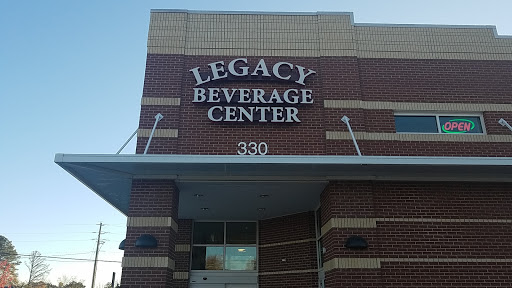 LEGACY
BEVERAGE
CENTER
OPEN
330